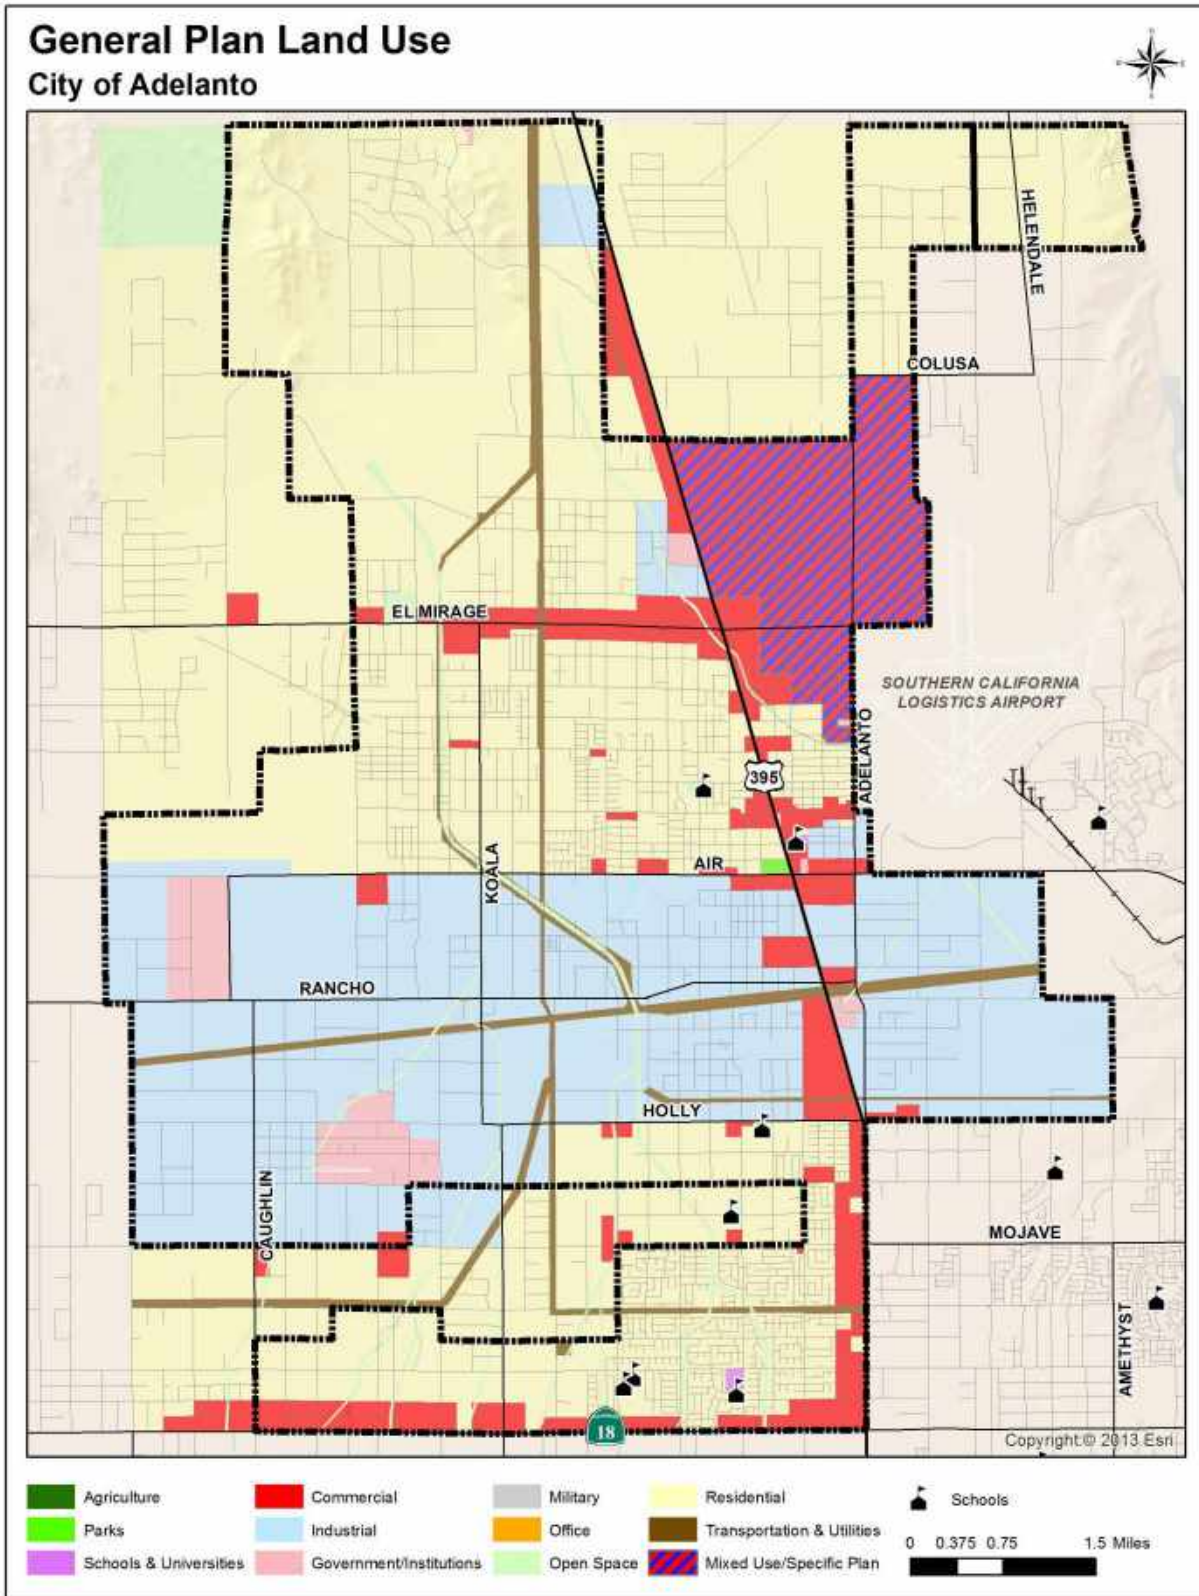 General Plan Land Use
City of Adelanto
HELENDALE
COLUSA
EL MIRAGE
SOUTHERN CALIFORNIA
LOGISTICS AIRPORT
ADELANTO
395
KOALA
AIR
RANCHO
HOLLY
CAUGHLIN
MOJAVE
AMETHYST
18
Copyright:© 2013 Esri
Agriculture
Commercial
Military
Residential
Schools
Parks
Industrial
Office
Transportation & Utilities
0 0.375 0.75 1.5 Miles
Schools & Universities
Government/Institutions
Open Space
Mixed Use/Specific Plan